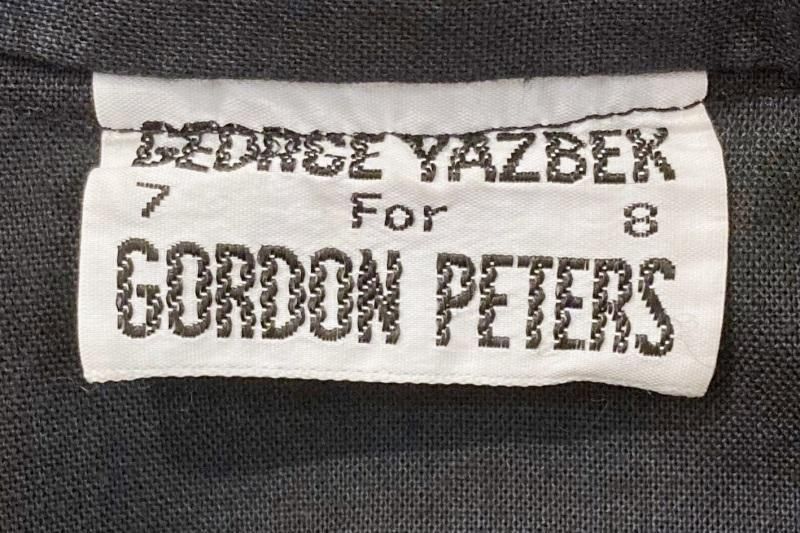 GEORGE YAZBEK
7 For 8
GORDON PETERS